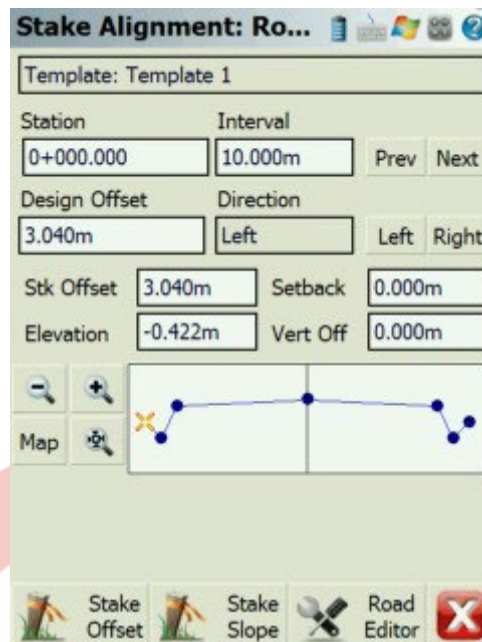 Stake Alignment: Ro...
Template: Template 1
Station Interval
0+000.000 10.000m Prev Next
Design Offset Direction
3.040m Left Left Right
Stk Offset 3.040m Setback 0.000m
Elevation -0.422m Vert Off 0.000m
Map
Stake Offset Stake Slope Road Editor